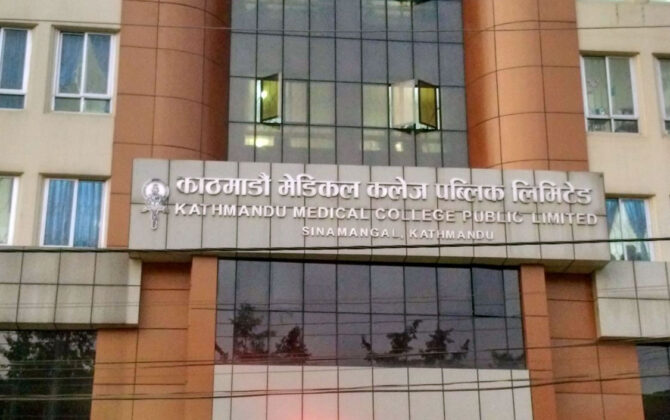 काठमाडौ मेडिकल कलेज पब्लिक लिमिटेड
KATHMANDU MEDICAL COLLEGE PUBLIC LIMITED
SINAMANGAL, KATHMANDU